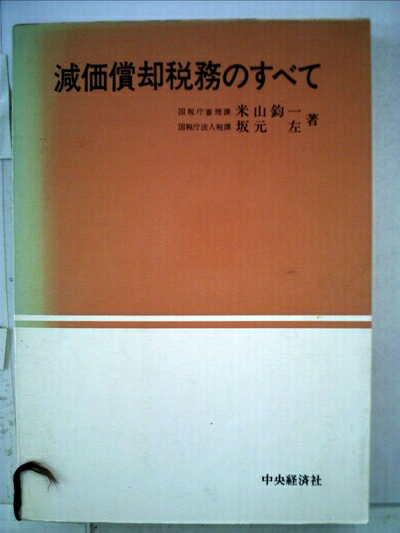 減価償却税務のすべて
国税庁審理課 米山鈞一
国税庁法人税課 坂元 左 著
中央経済社